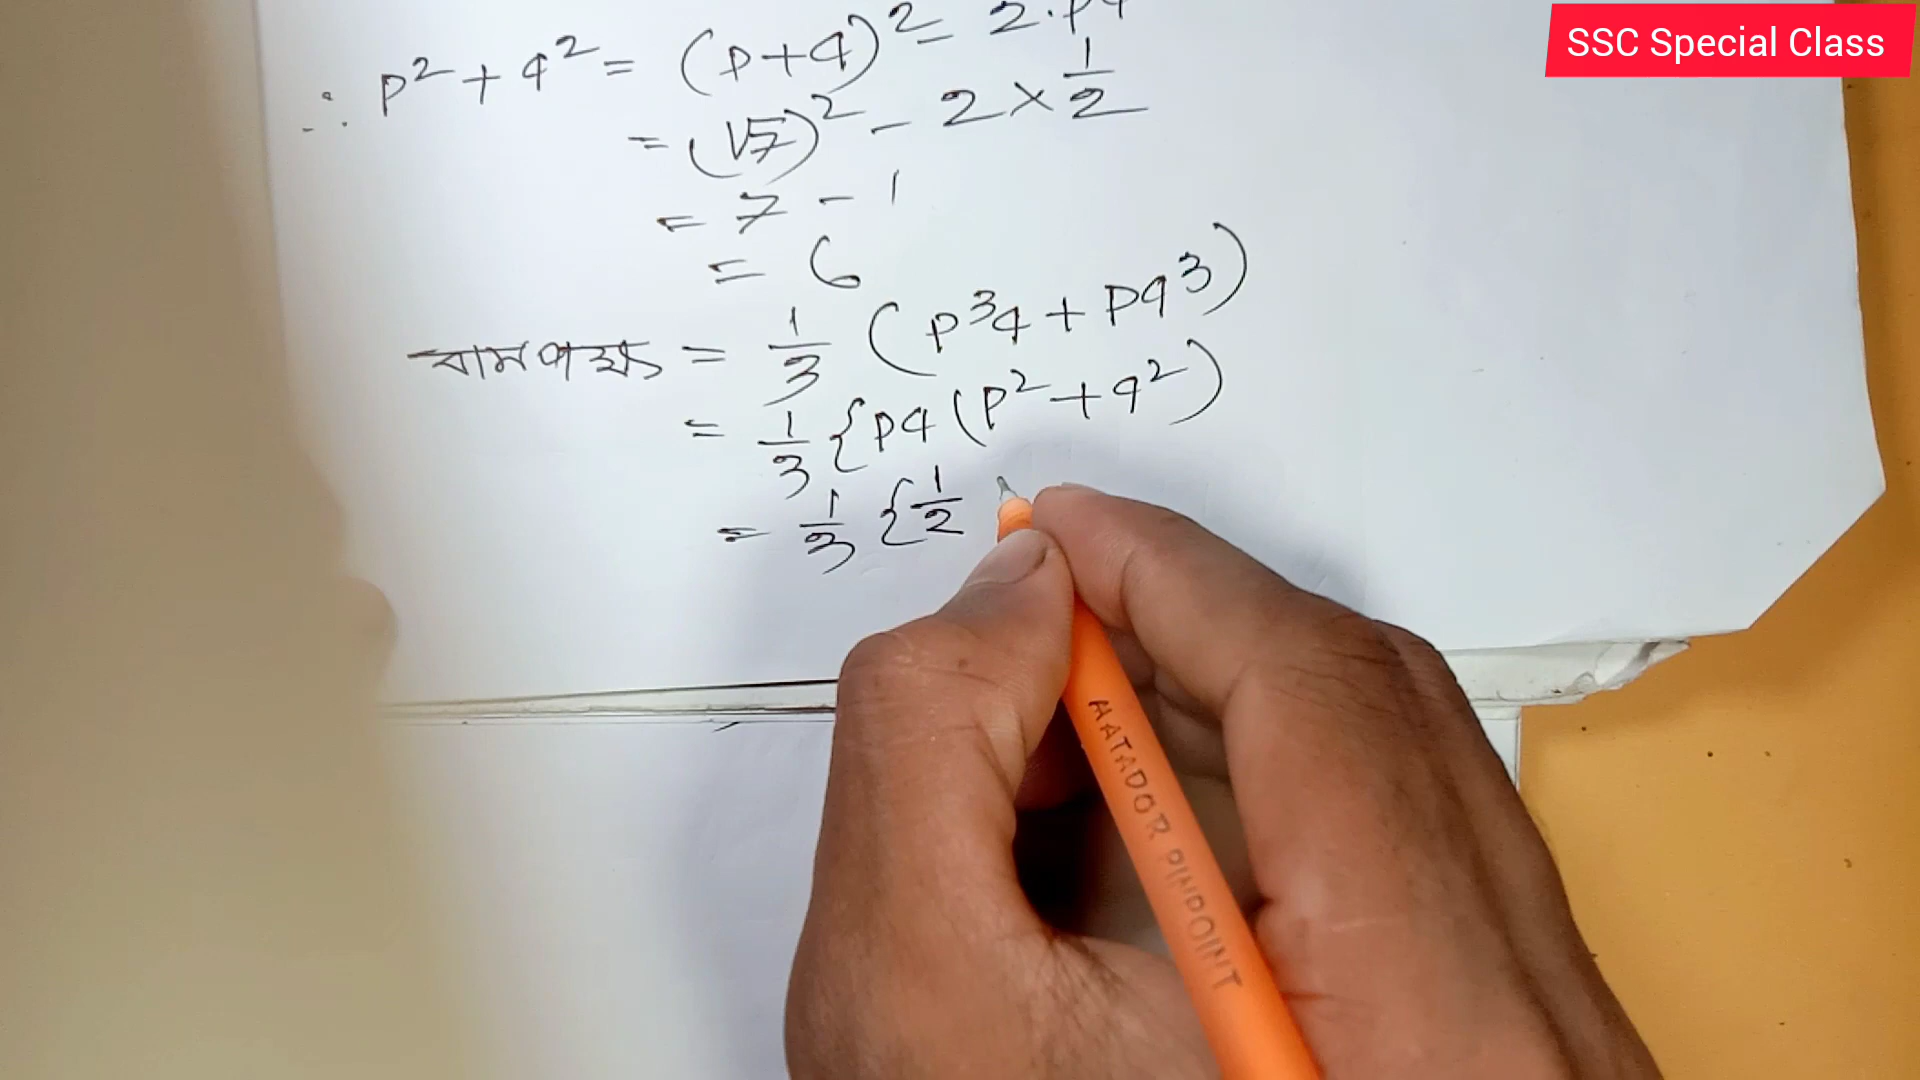 SSC Special Class
∴ p² + q² = (p+q)² - 2.pq
= (√7)² - 2 × 1/2
= 7 - 1
= 6
বামপক্ষ = 1/3 (p³q + pq³)
= 1/3 {pq (p² + q²)
= 1/3 {1/2
MATADOR PINPOINT